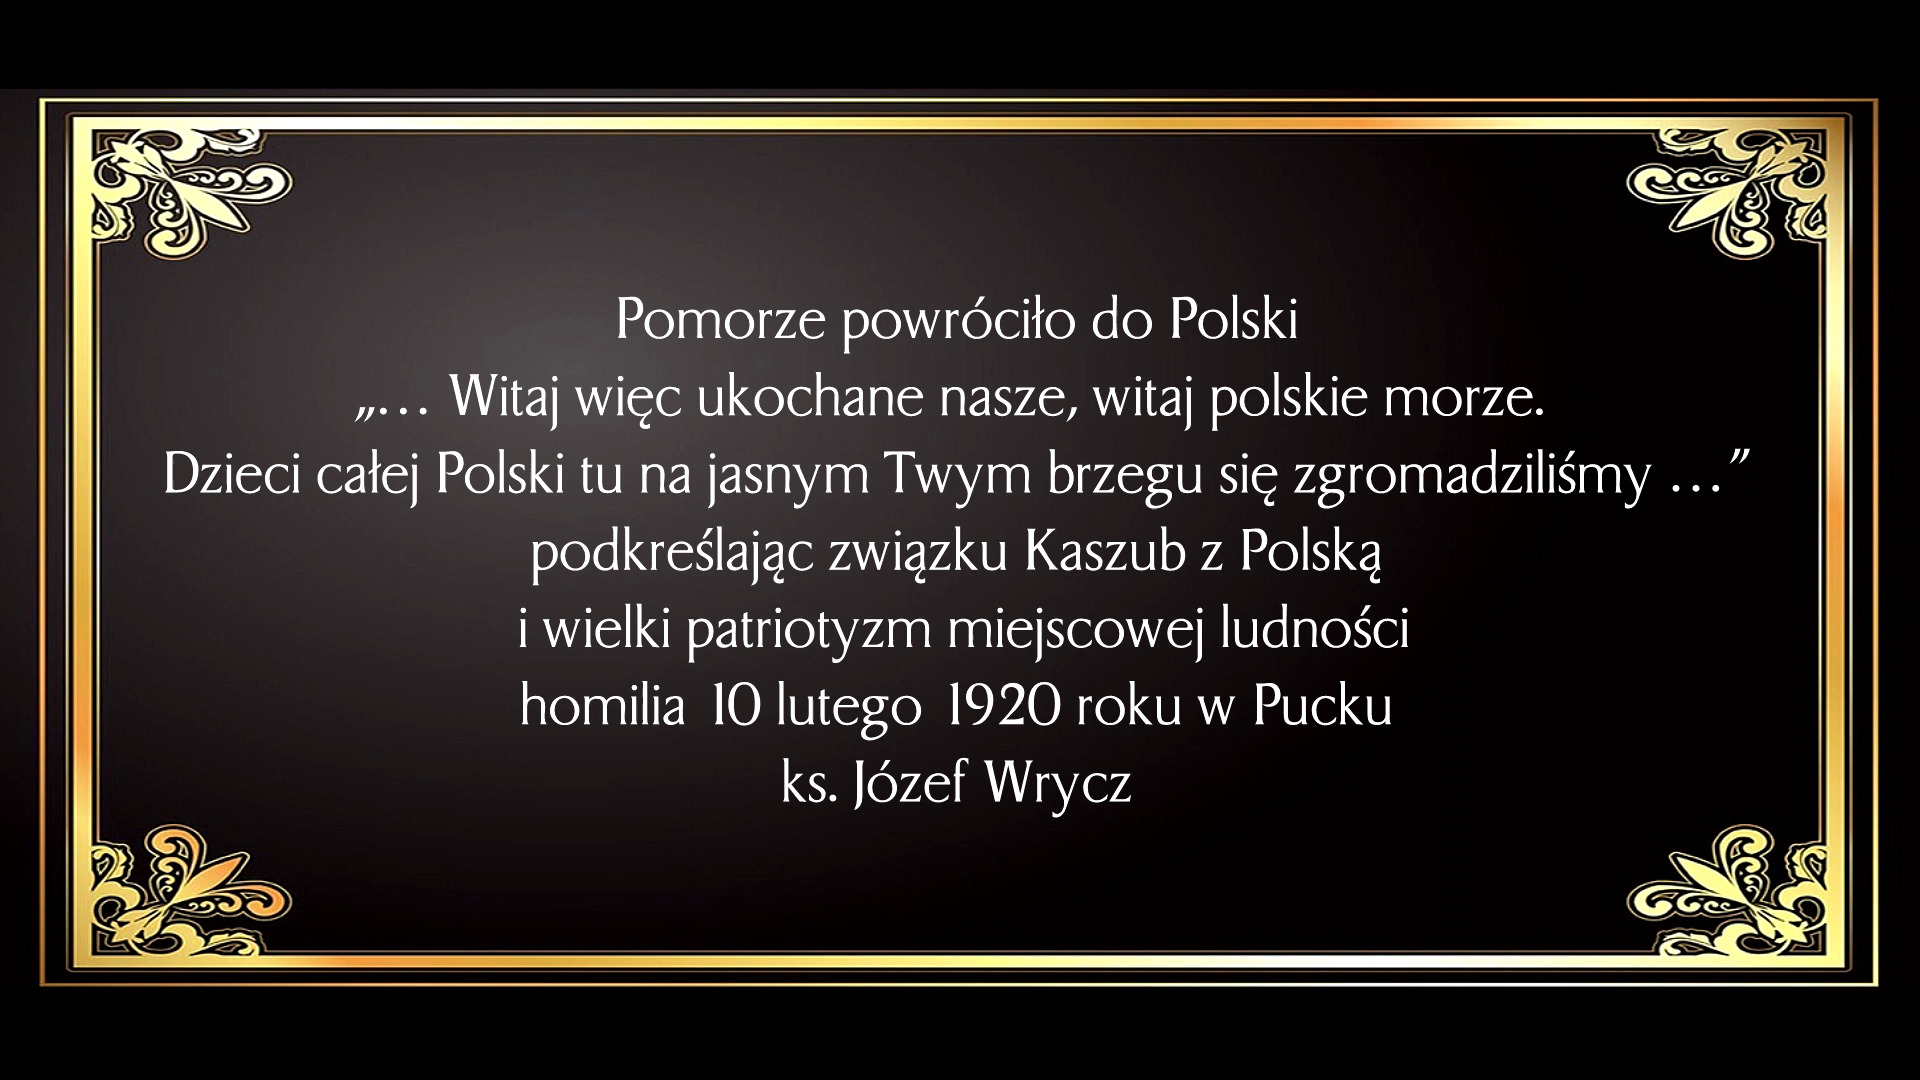 Pomorze powróciło do Polski
„… Witaj więc ukochane nasze, witaj polskie morze.
Dzieci całej Polski tu na jasnym Twym brzegu się zgromadziliśmy …”
podkreślając związku Kaszub z Polską
i wielki patriotyzm miejscowej ludności
homilia 10 lutego 1920 roku w Pucku
ks. Józef Wrycz